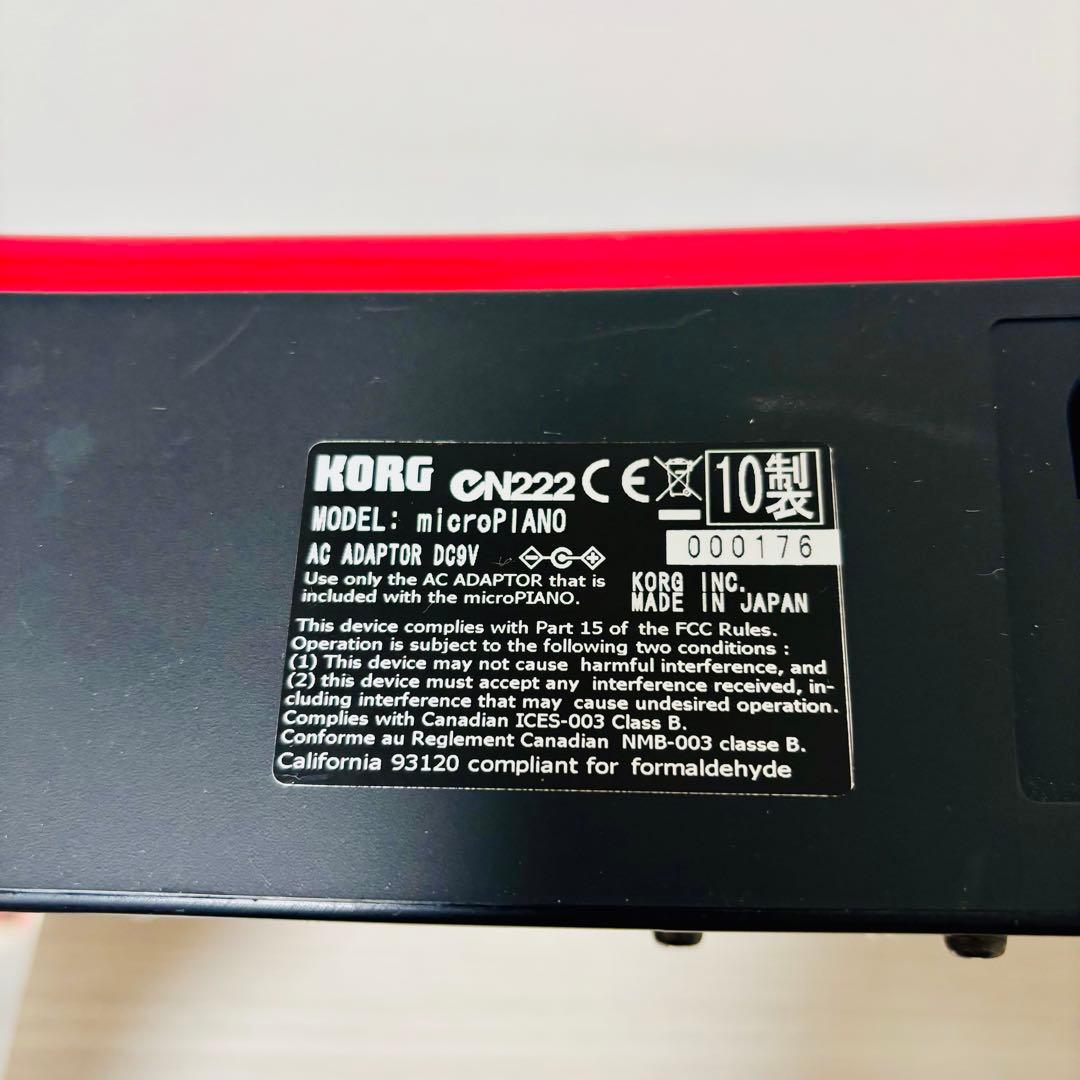 KORG CN222 CE 10製
MODEL: microPIANO
000176
AC ADAPTOR DC9V
Use only the AC ADAPTOR that is
included with the microPIANO.
KORG INC.
MADE IN JAPAN
This device complies with Part 15 of the FCC Rules.
Operation is subject to the following two conditions :
(1) This device may not cause harmful interference, and
(2) this device must accept any interference received, in-
cluding interference that may cause undesired operation.
Complies with Canadian ICES-003 Class B.
Conforme au Reglement Canadian NMB-003 classe B.
California 93120 compliant for formaldehyde